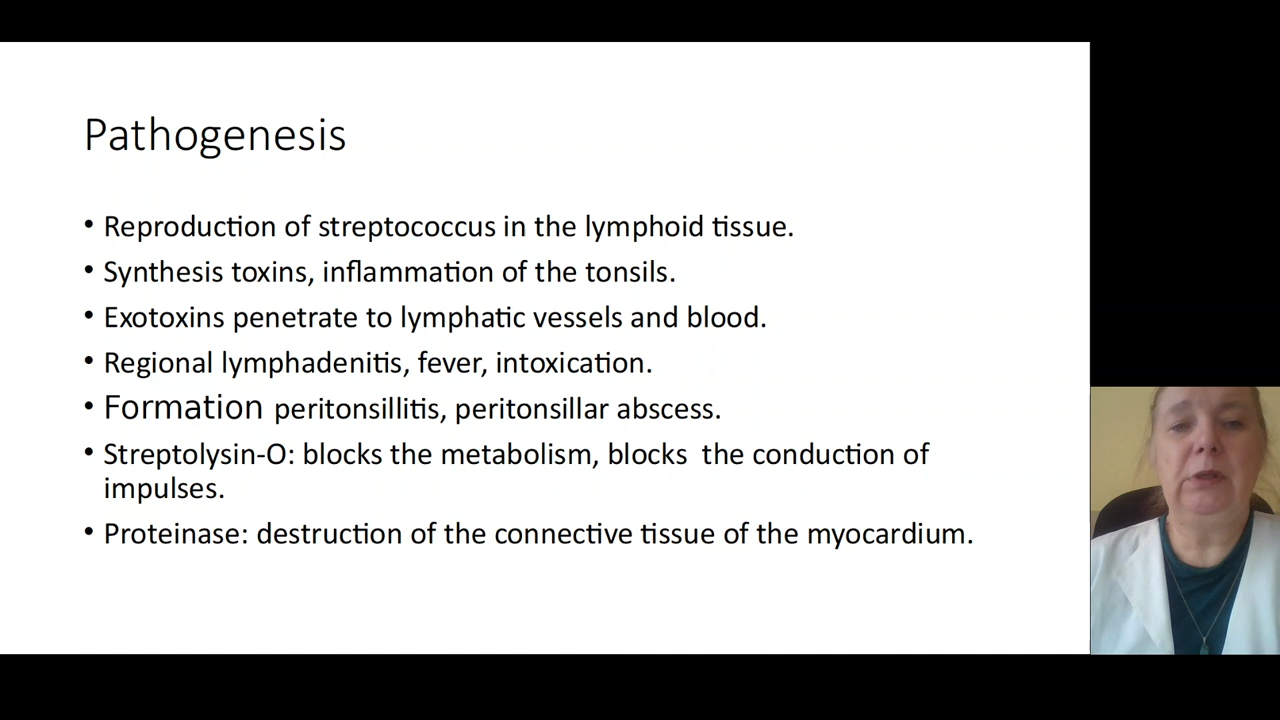 Pathogenesis
• Reproduction of streptococcus in the lymphoid tissue.
• Synthesis toxins, inflammation of the tonsils.
• Exotoxins penetrate to lymphatic vessels and blood.
• Regional lymphadenitis, fever, intoxication.
• Formation peritonsillitis, peritonsillar abscess.
• Streptolysin-O: blocks the metabolism, blocks  the conduction of
impulses.
• Proteinase: destruction of the connective tissue of the myocardium.